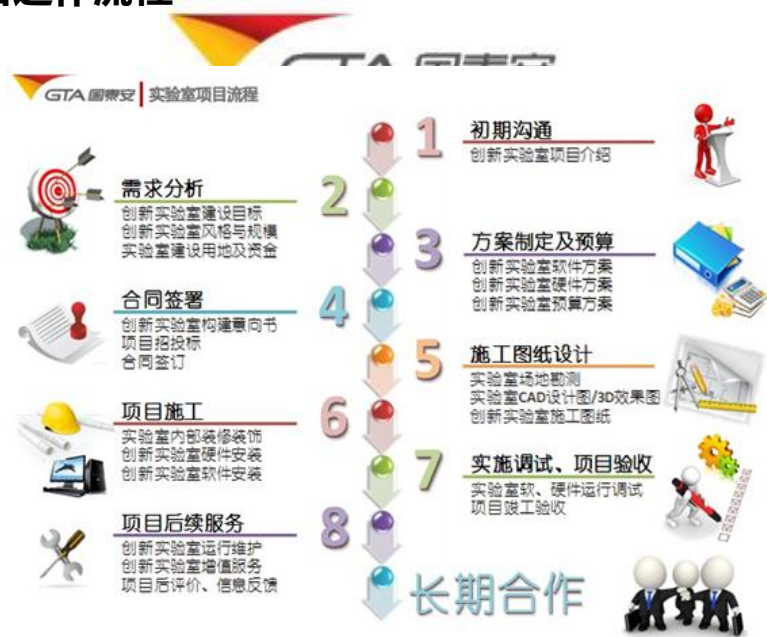 GTA 国泰安
GTA 国泰安 实验室项目流程
1
初期沟通
创新实验室项目介绍
2
需求分析
创新实验室建设目标
创新实验室风格与规模
实验室建设用地及资金
3
方案制定及预算
创新实验室软件方案
创新实验室硬件方案
创新实验室预算方案
4
合同签署
创新实验室构建意向书
项目招投标
合同签订
5
施工图纸设计
实验室场地勘测
实验室CAD设计图/3D效果图
创新实验室施工图纸
6
项目施工
实验室内部装修装饰
创新实验室硬件安装
创新实验室软件安装
7
实施调试、项目验收
实验室软、硬件运行调试
项目竣工验收
8
项目后续服务
创新实验室运行维护
创新实验室增值服务
项目后评价、信息反馈
长期合作